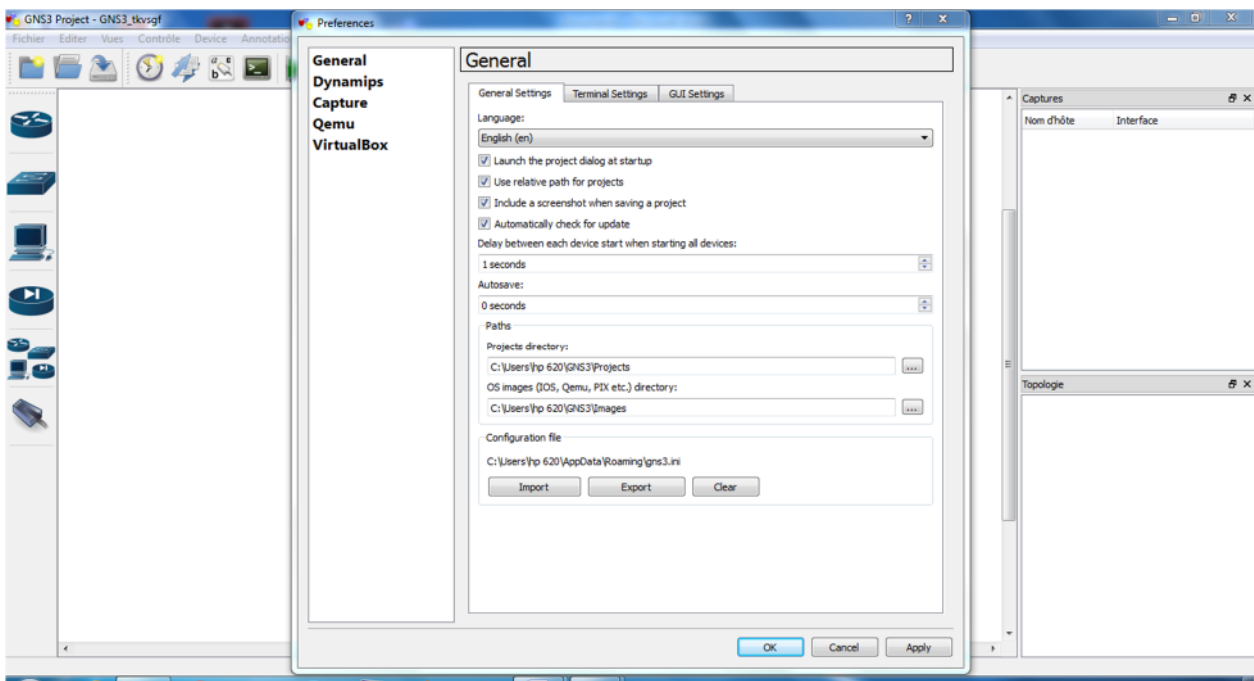 GNS3 Project - GNS3_tkvsgf
Fichier Editer Vues Contrôle Device Annotatio
Captures
Nom d'hôte Interface
Topologie
Preferences
General
Dynamips
Capture
Qemu
VirtualBox
General
General Settings Terminal Settings GUI Settings
Language:
English (en)
Launch the project dialog at startup
Use relative path for projects
Include a screenshot when saving a project
Automatically check for update
Delay between each device start when starting all devices:
1 seconds
Autosave:
0 seconds
Paths
Projects directory:
C:\Users\hp 620\GNS3\Projects
...
OS images (IOS, Qemu, PIX etc.) directory:
C:\Users\hp 620\GNS3\Images
...
Configuration file
C:\Users\hp 620\AppData\Roaming\gns3.ini
Import Export Clear
OK Cancel Apply